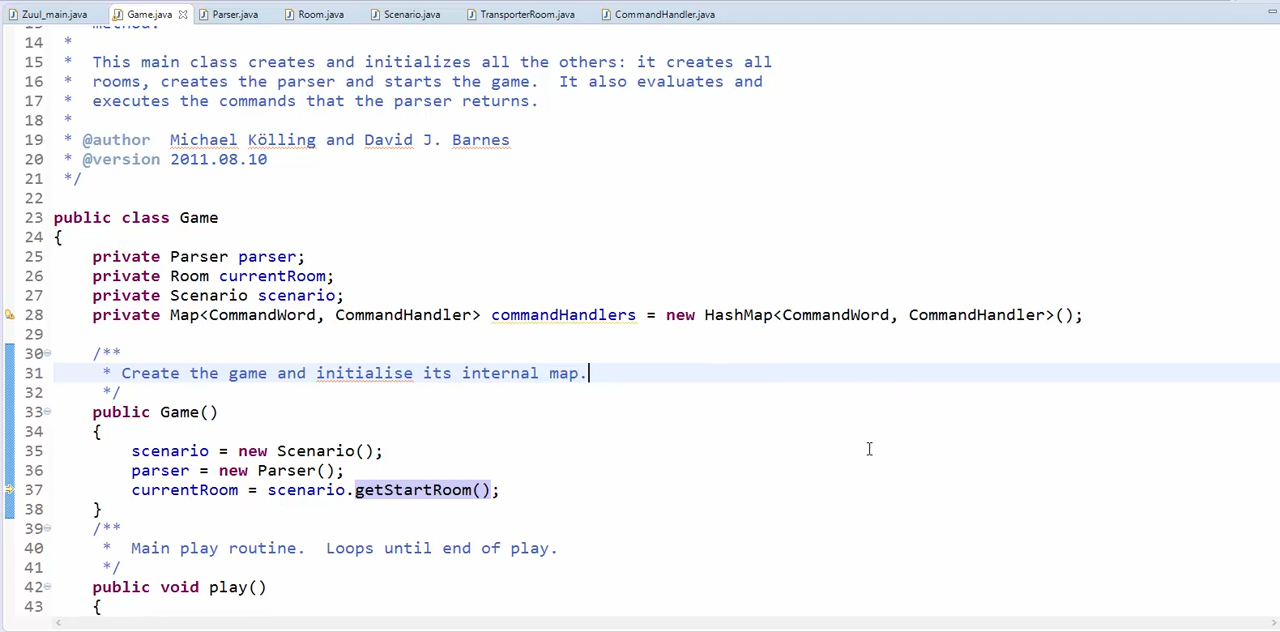 Zuul_main.java Game.java Parser.java Room.java Scenario.java TransporterRoom.java CommandHandler.java
method.
14 *
15 * This main class creates and initializes all the others: it creates all
16 * rooms, creates the parser and starts the game. It also evaluates and
17 * executes the commands that the parser returns.
18 *
19 * @author Michael Kölling and David J. Barnes
20 * @version 2011.08.10
21 */
22
23 public class Game
24 {
25 private Parser parser;
26 private Room currentRoom;
27 private Scenario scenario;
28 private Map<CommandWord, CommandHandler> commandHandlers = new HashMap<CommandWord, CommandHandler>();
29
30 /**
31 * Create the game and initialise its internal map.
32 */
33 public Game()
34 {
35 scenario = new Scenario();
36 parser = new Parser();
37 currentRoom = scenario.getStartRoom();
38 }
39 /**
40 * Main play routine. Loops until end of play.
41 */
42 public void play()
43 {